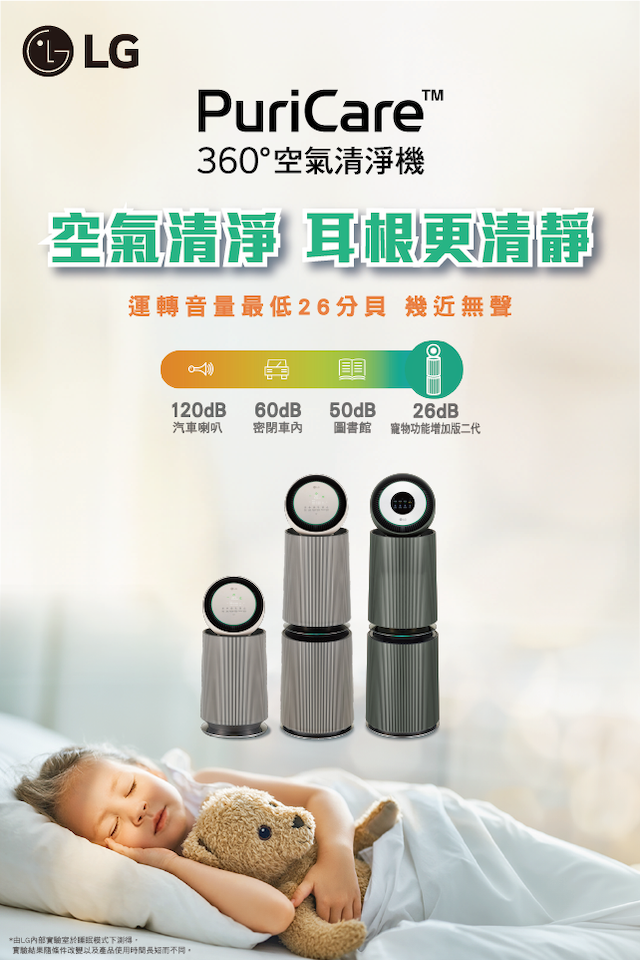 LG
PuriCare™
360°空氣清淨機
空氣清淨 耳根更清靜
運轉音量最低26分貝 幾近無聲
120dB 60dB 50dB 26dB
汽車喇叭 密閉車內 圖書館 寵物功能增加版二代
*由LG內部實驗室於睡眠模式下測得，
實驗結果隨條件改變以及產品使用時間長短而不同。